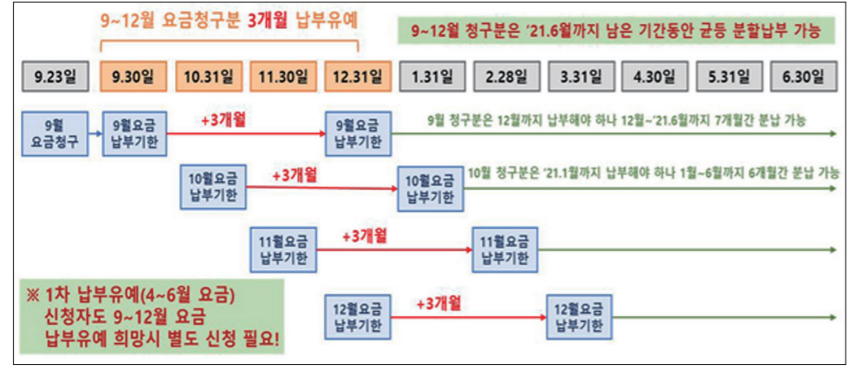 9~12월 요금청구분 3개월 납부유예
9~12월 청구분은 ’21.6월까지 남은 기간동안 균등 분할납부 가능
9.23일 9.30일 10.31일 11.30일 12.31일 1.31일 2.28일 3.31일 4.30일 5.31일 6.30일
9월
요금청구
9월요금
납부기한
+3개월
9월요금
납부기한
9월 청구분은 12월까지 납부해야 하나 12월~’21.6월까지 7개월간 분납 가능
10월요금
납부기한
+3개월
10월요금
납부기한
10월 청구분은 ’21.1월까지 납부해야 하나 1월~6월까지 6개월간 분납 가능
11월요금
납부기한
+3개월
11월요금
납부기한
12월요금
납부기한
+3개월
12월요금
납부기한
※ 1차 납부유예(4~6월 요금)
신청자도 9~12월 요금
납부유예 희망시 별도 신청 필요!